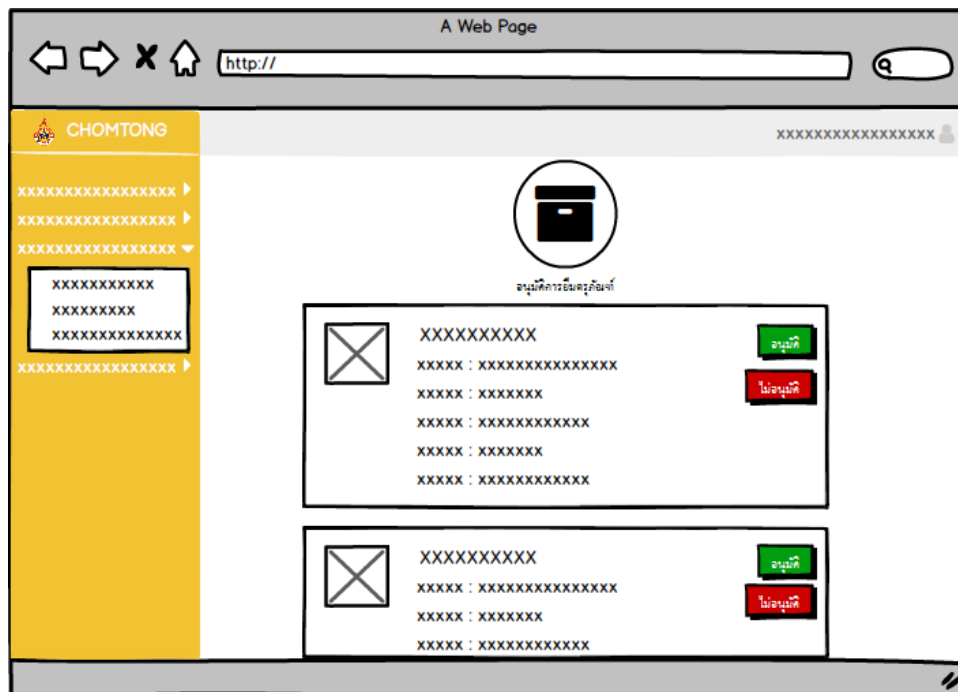 A Web Page
http://
CHOMTONG
xxxxxxxxxxxxxxxxx
xxxxxxxxxxxxxxxxx
xxxxxxxxxxxxxxxxx
xxxxxxxxxxxxxxxxx
xxxxxxxxxxx
xxxxxxxxx
xxxxxxxxxxxxxx
xxxxxxxxxxxxxxxxx
อนุมัติการยืมครุภัณฑ์
XXXXXXXXXX
xxxxx : xxxxxxxxxxxxxxx
xxxxx : xxxxxxx
xxxxx : xxxxxxxxxxxx
xxxxx : xxxxxxx
xxxxx : xxxxxxxxxxxx
อนุมัติ
ไม่อนุมัติ
XXXXXXXXXX
xxxxx : xxxxxxxxxxxxxxx
xxxxx : xxxxxxx
xxxxx : xxxxxxxxxxxx
อนุมัติ
ไม่อนุมัติ